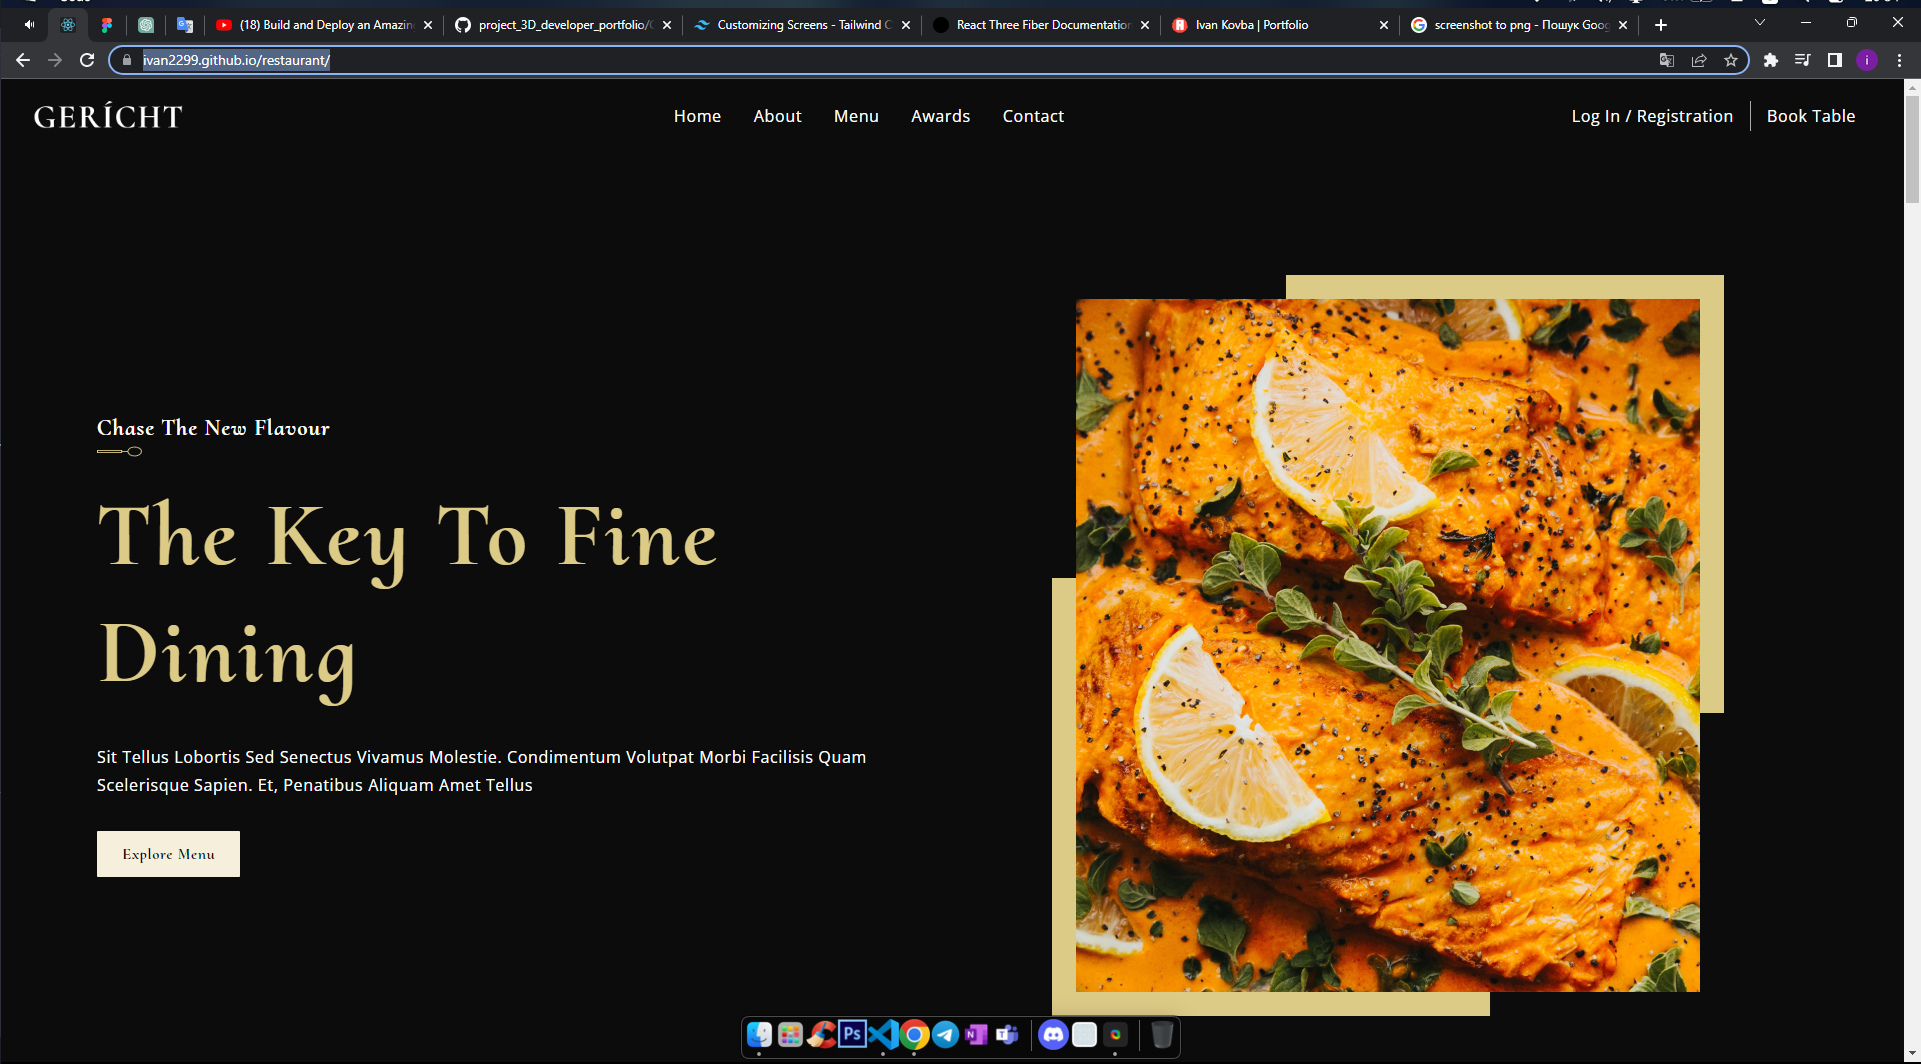 (18) Build and Deploy an Amazin
project_3D_developer_portfolio/
Customizing Screens - Tailwind C
React Three Fiber Documentation
Ivan Kovba | Portfolio
screenshot to png - Пошук Goog
ivan2299.github.io/restaurant/
i
GERÍCHT
Home
About
Menu
Awards
Contact
Log In / Registration
Book Table
Chase The New Flavour
The Key To Fine
Dining
Sit Tellus Lobortis Sed Senectus Vivamus Molestie. Condimentum Volutpat Morbi Facilisis Quam
Scelerisque Sapien. Et, Penatibus Aliquam Amet Tellus
Explore Menu
Ps